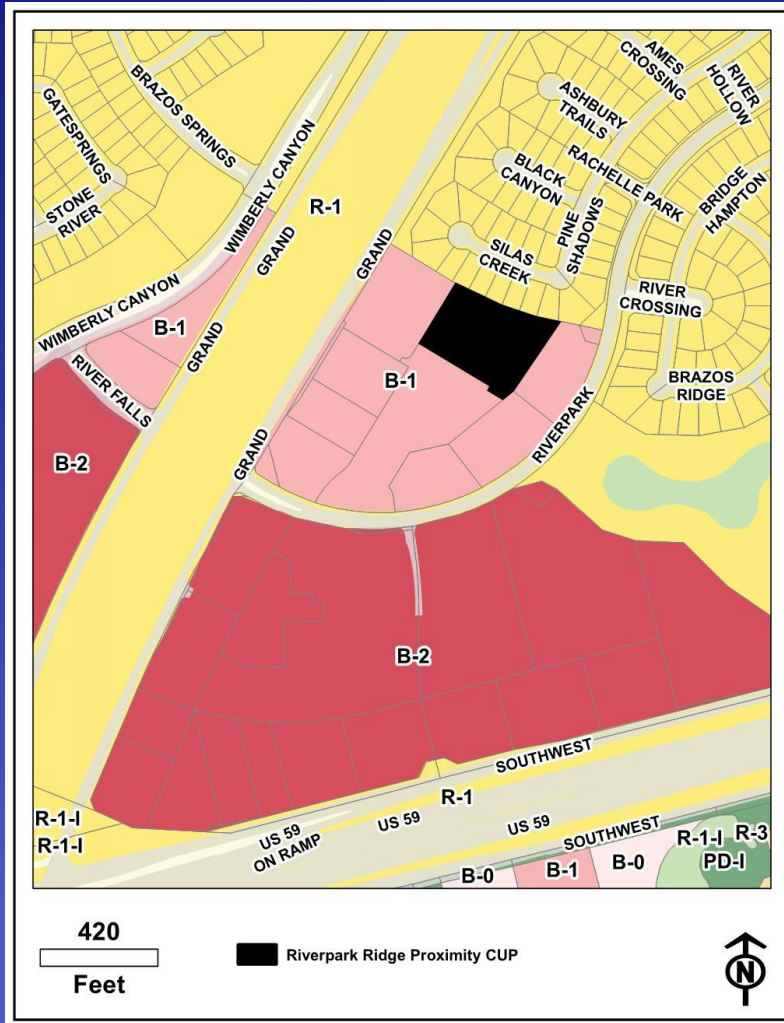 AMES
CROSSING
RIVER
HOLLOW
BRAZOS SPRINGS
ASHBURY
TRAILS
GATESPRINGS
WIMBERLY CANYON
BLACK
CANYON
RACHELLE PARK
BRIDGE
HAMPTON
STONE
RIVER
R-1
PINE
SHADOWS
GRAND
GRAND
SILAS
CREEK
RIVER
CROSSING
WIMBERLY CANYON
B-1
GRAND
B-1
BRAZOS
RIDGE
RIVER FALLS
RIVERPARK
B-2
GRAND
B-2
SOUTHWEST
R-1
R-1-I
R-1-I
US 59
ON RAMP
US 59
US 59
SOUTHWEST
R-1-I
R-3
PD-I
B-0
B-1
B-0
420
Feet
Riverpark Ridge Proximity CUP
N